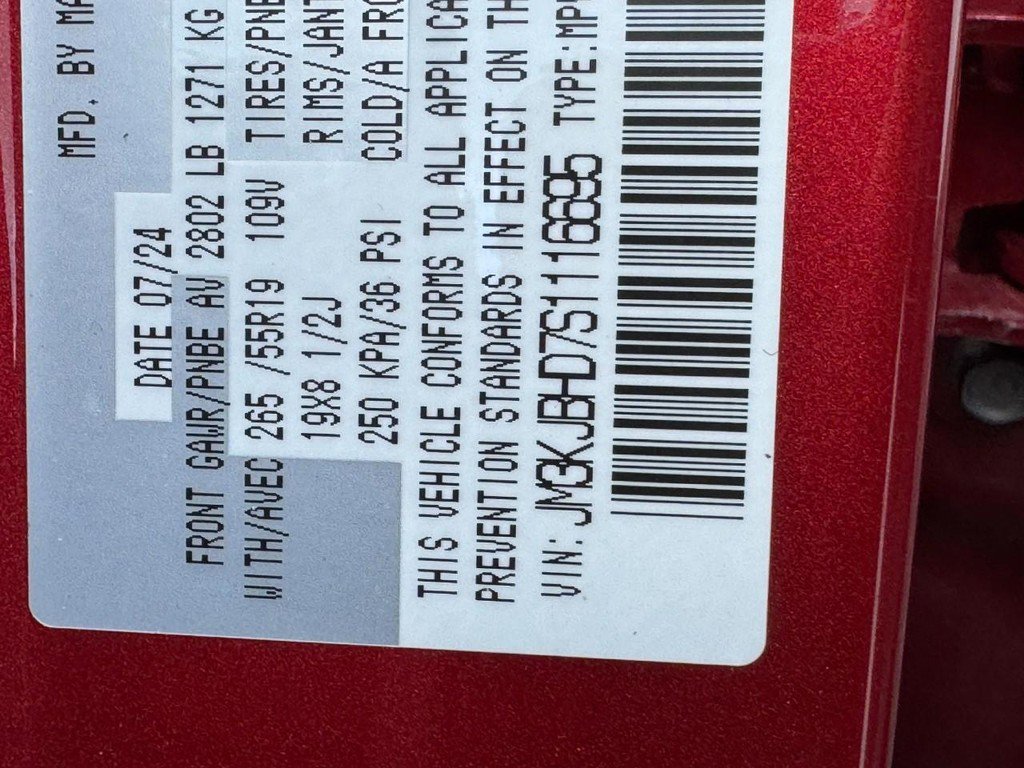 MFD. BY MA
DATE 07/24
FRONT GAWR/PNBE AV 2802 LB 1271 KG
WITH/AVEC 265 /55R19 109V TIRES/PNE
19X8 1/2J RIMS/JANT
250 KPA/36 PSI COLD/A FRO
THIS VEHICLE CONFORMS TO ALL APPLICA
PREVENTION STANDARDS IN EFFECT ON TH
VIN: JM3KJBHD7S1116895 TYPE:MP